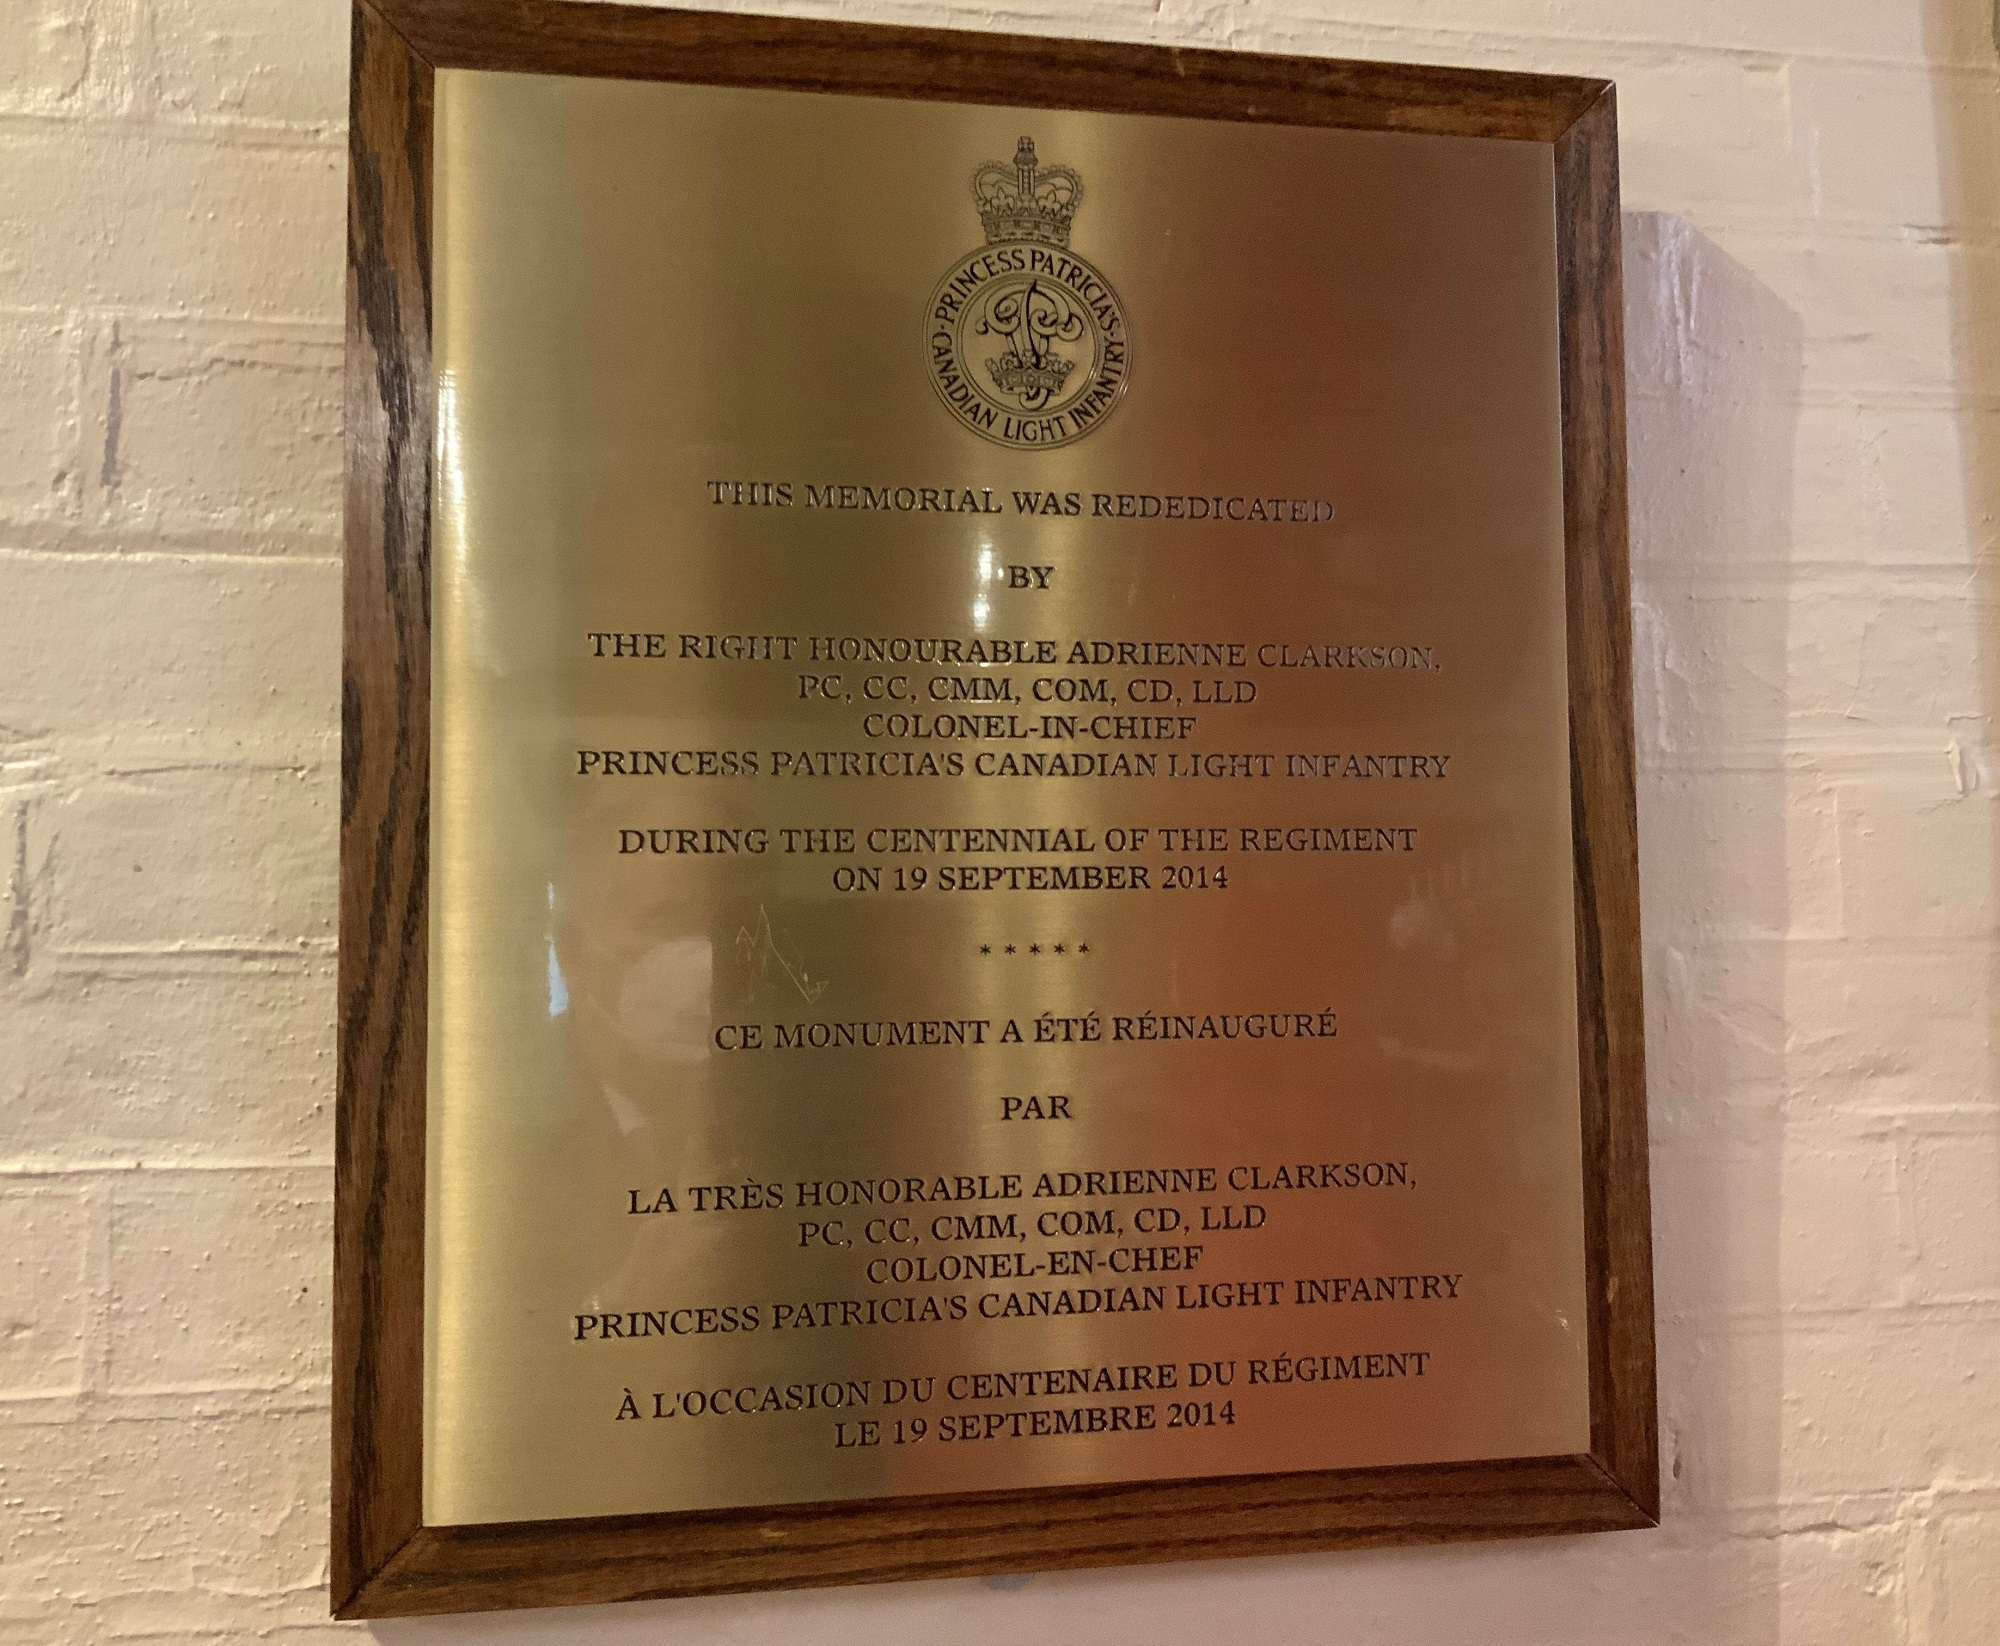 PRINCESS PATRICIA'S · CANADIAN LIGHT INFANTRY ·
THIS MEMORIAL WAS REDEDICATED
BY
THE RIGHT HONOURABLE ADRIENNE CLARKSON,
PC, CC, CMM, COM, CD, LLD
COLONEL-IN-CHIEF
PRINCESS PATRICIA'S CANADIAN LIGHT INFANTRY
DURING THE CENTENNIAL OF THE REGIMENT
ON 19 SEPTEMBER 2014
* * * * *
CE MONUMENT A ÉTÉ RÉINAUGURÉ
PAR
LA TRÈS HONORABLE ADRIENNE CLARKSON,
PC, CC, CMM, COM, CD, LLD
COLONEL-EN-CHEF
PRINCESS PATRICIA'S CANADIAN LIGHT INFANTRY
À L'OCCASION DU CENTENAIRE DU RÉGIMENT
LE 19 SEPTEMBRE 2014